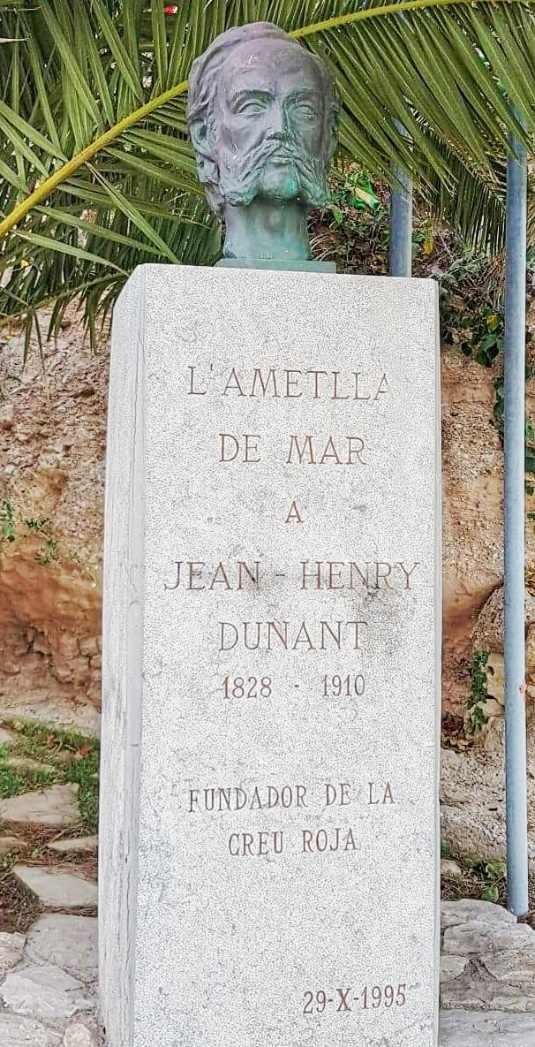 L'AMETLLA
DE MAR
A
JEAN-HENRY
DUNANT
1828 - 1910
FUNDADOR DE LA
CREU ROJA
29-X-1995